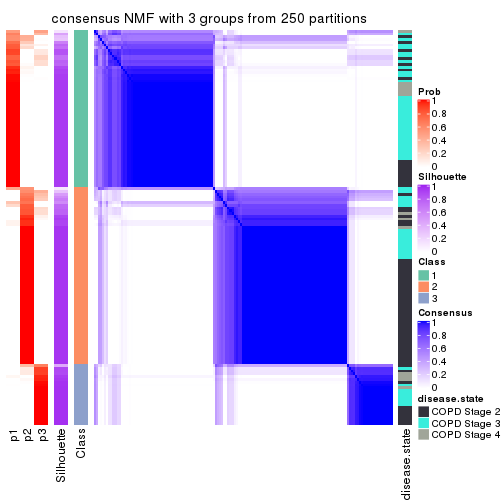 consensus NMF with 3 groups from 250 partitions
Prob
1
0.8
0.6
0.4
0.2
0
Silhouette
1
0.8
0.6
0.4
0.2
0
Class
1
2
3
Consensus
1
0.8
0.6
0.4
0.2
0
disease.state
COPD Stage 2
COPD Stage 3
COPD Stage 4
p1
p2
p3
Silhouette
Class
disease.state